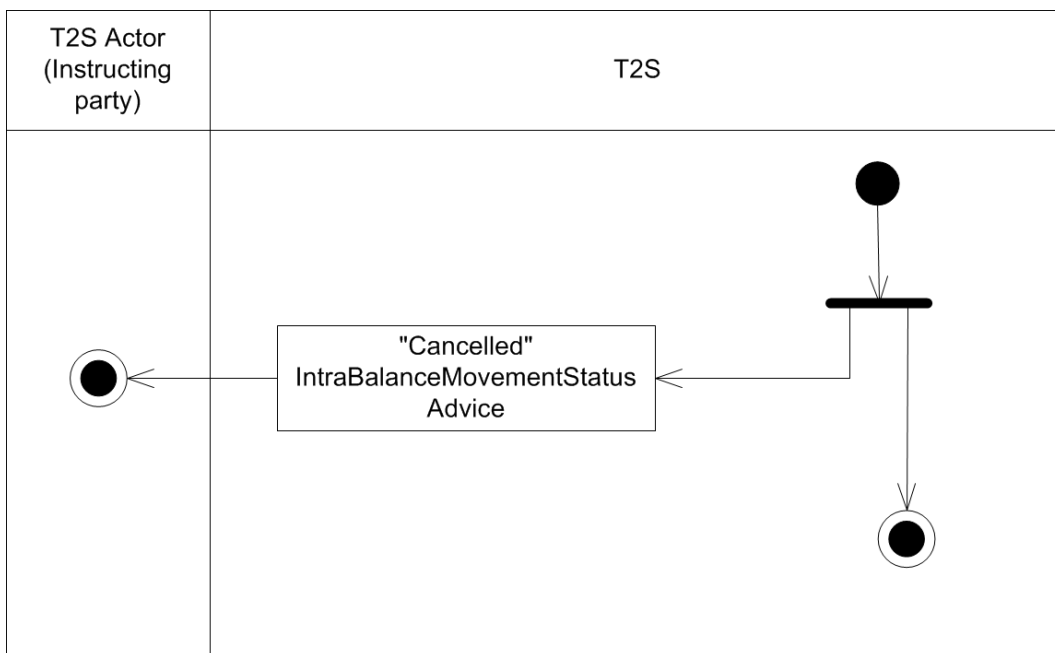 T2S Actor
(Instructing
party)
T2S
"Cancelled"
IntraBalanceMovementStatus
Advice